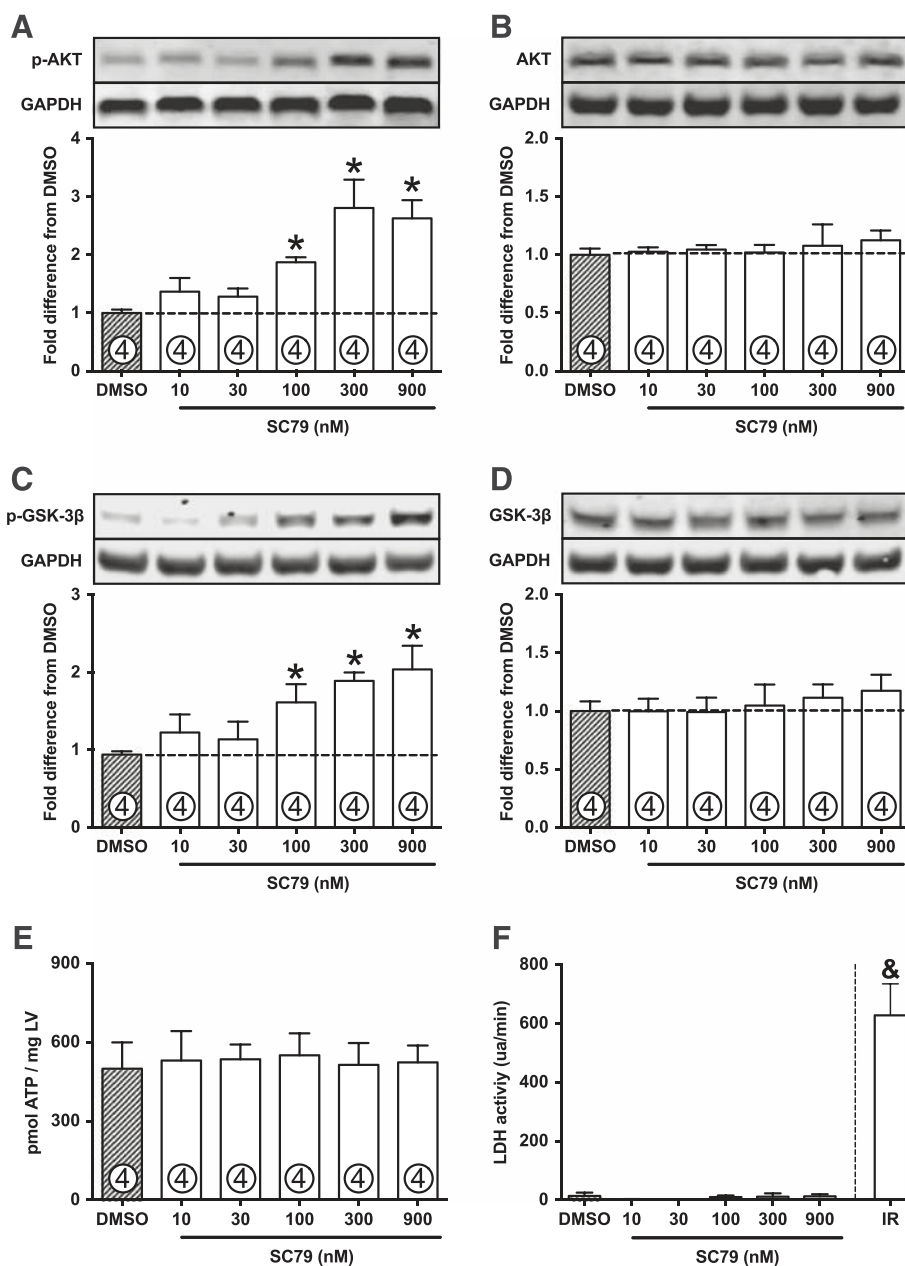 A
p-AKT
GAPDH
Fold difference from DMSO
4
3
2
1
0
*
*
*
4 4 4 4 4 4
DMSO 10 30 100 300 900
SC79 (nM)
B
AKT
GAPDH
Fold difference from DMSO
2.0
1.5
1.0
0.5
0.0
4 4 4 4 4 4
DMSO 10 30 100 300 900
SC79 (nM)
C
p-GSK-3β
GAPDH
Fold difference from DMSO
3
2
1
0
*
*
*
4 4 4 4 4 4
DMSO 10 30 100 300 900
SC79 (nM)
D
GSK-3β
GAPDH
Fold difference from DMSO
2.0
1.5
1.0
0.5
0.0
4 4 4 4 4 4
DMSO 10 30 100 300 900
SC79 (nM)
E
pmol ATP / mg LV
900
600
300
0
4 4 4 4 4 4
DMSO 10 30 100 300 900
SC79 (nM)
F
LDH activiy (ua/min)
800
600
400
200
0
&
DMSO 10 30 100 300 900 IR
SC79 (nM)